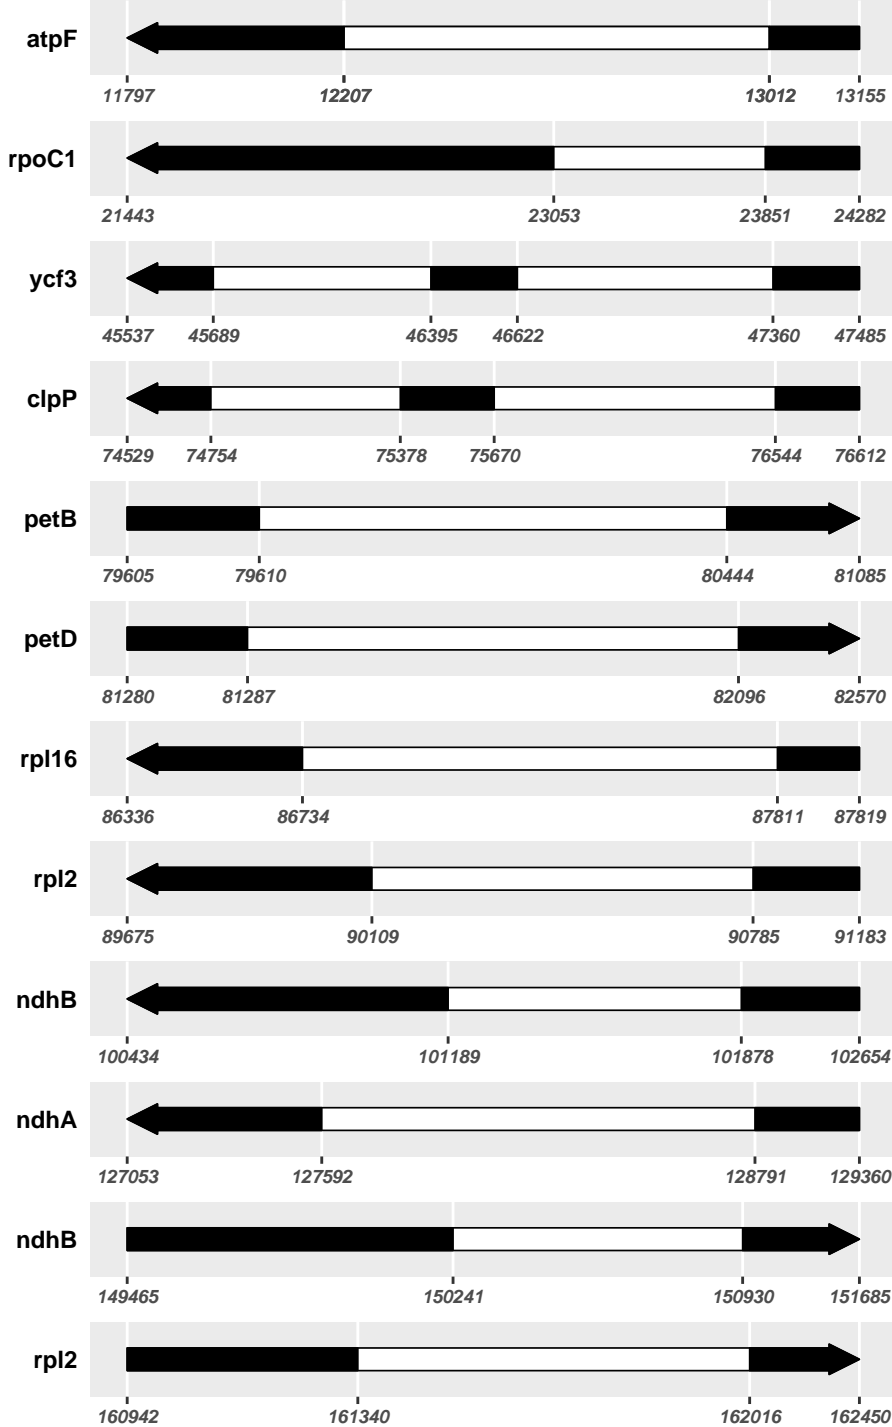 atpF
11797 12207 13012 13155
rpoC1
21443 23053 23851 24282
ycf3
45537 45689 46395 46622 47360 47485
clpP
74529 74754 75378 75670 76544 76612
petB
79605 79610 80444 81085
petD
81280 81287 82096 82570
rpl16
86336 86734 87811 87819
rpl2
89675 90109 90785 91183
ndhB
100434 101189 101878 102654
ndhA
127053 127592 128791 129360
ndhB
149465 150241 150930 151685
rpl2
160942 161340 162016 162450